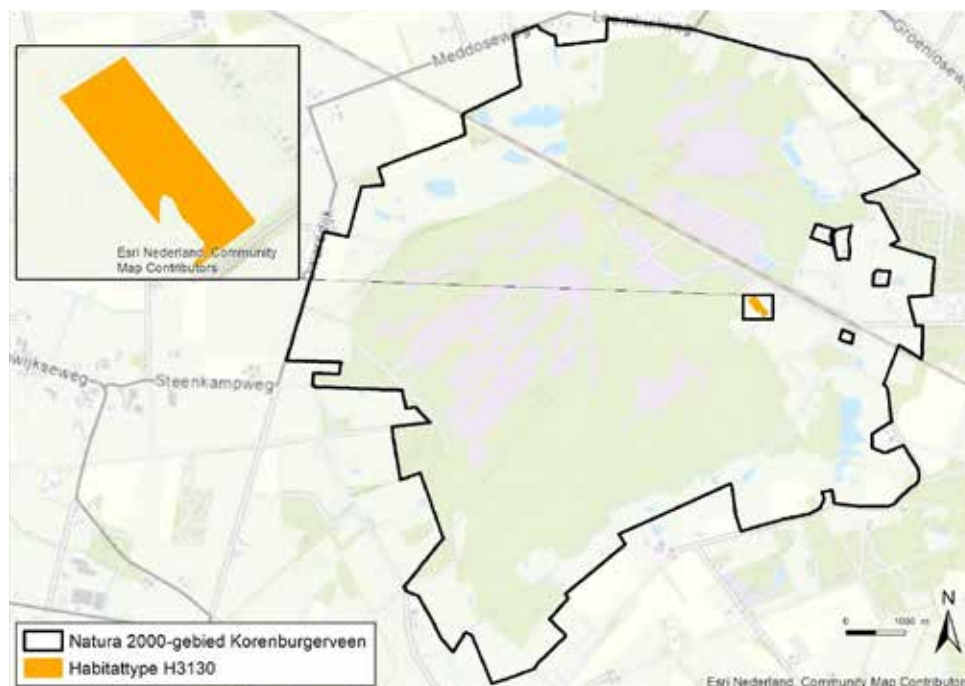 Meddoseweg
Groenloseweg
Esri Nederland, Community
Map Contributors
Steenkampweg
N
0 1000 m
Natura 2000-gebied Korenburgerveen
Habitattype H3130
Esri Nederland, Community Map Contributors